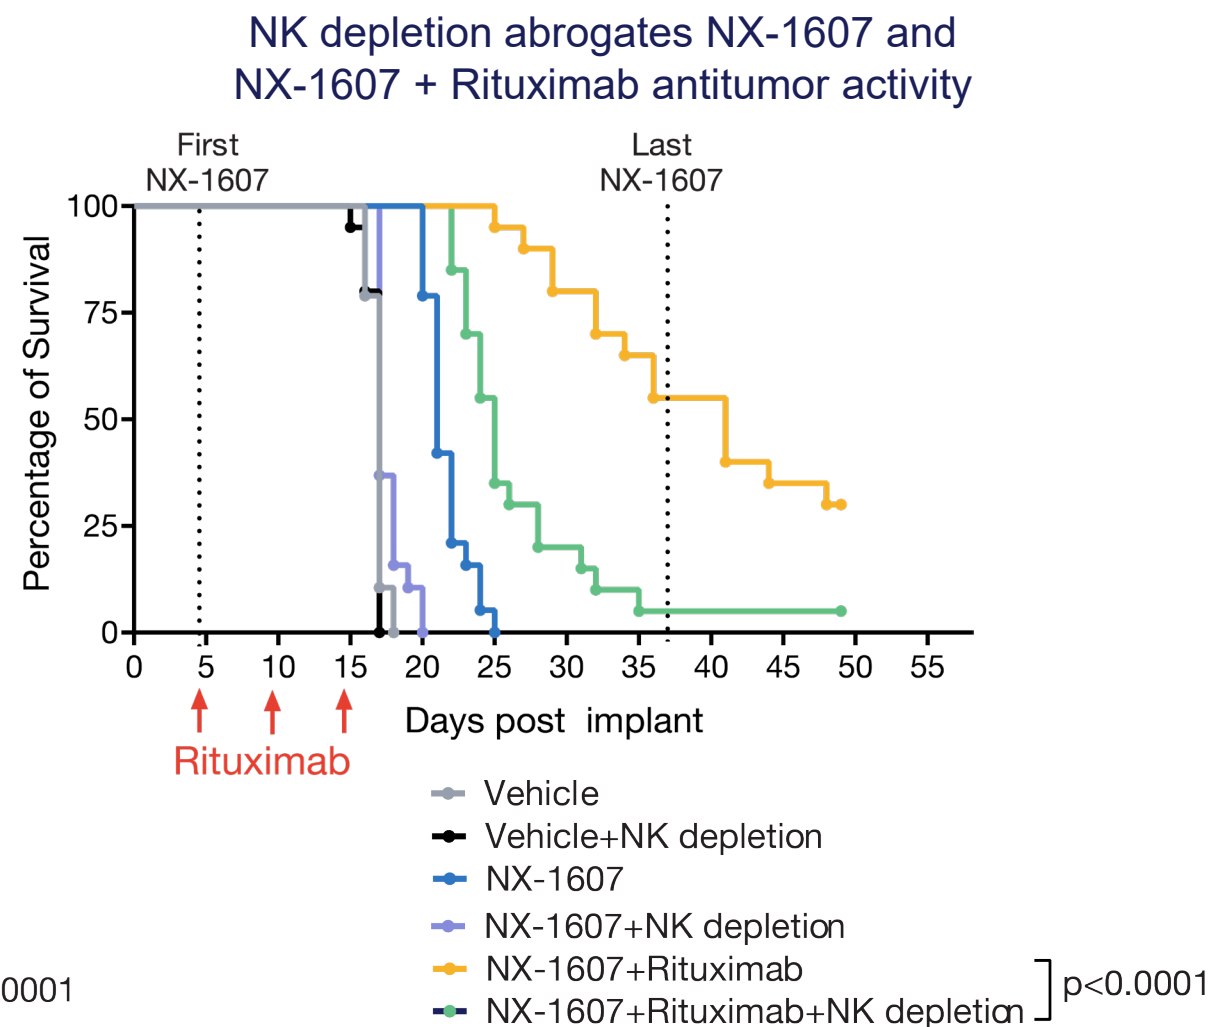 NK depletion abrogates NX-1607 and
NX-1607 + Rituximab antitumor activity
First
NX-1607
Last
NX-1607
Percentage of Survival
100
75
50
25
0
0 5 10 15 20 25 30 35 40 45 50 55
Days post implant
Rituximab
Vehicle
Vehicle+NK depletion
NX-1607
NX-1607+NK depletion
NX-1607+Rituximab
NX-1607+Rituximab+NK depletion
p<0.0001
0001